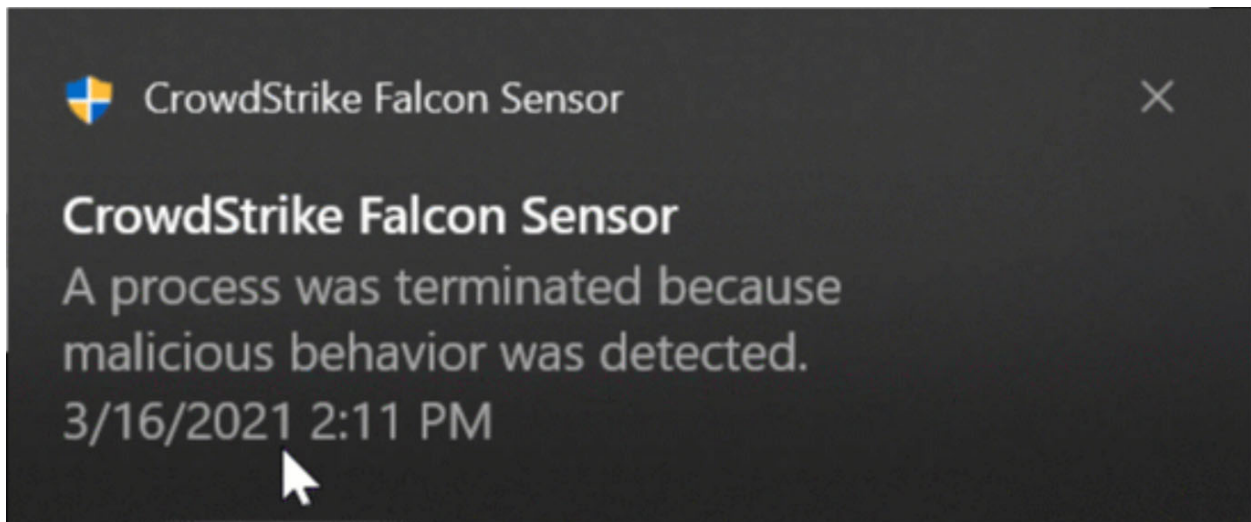 CrowdStrike Falcon Sensor
CrowdStrike Falcon Sensor
A process was terminated because
malicious behavior was detected.
3/16/2021 2:11 PM